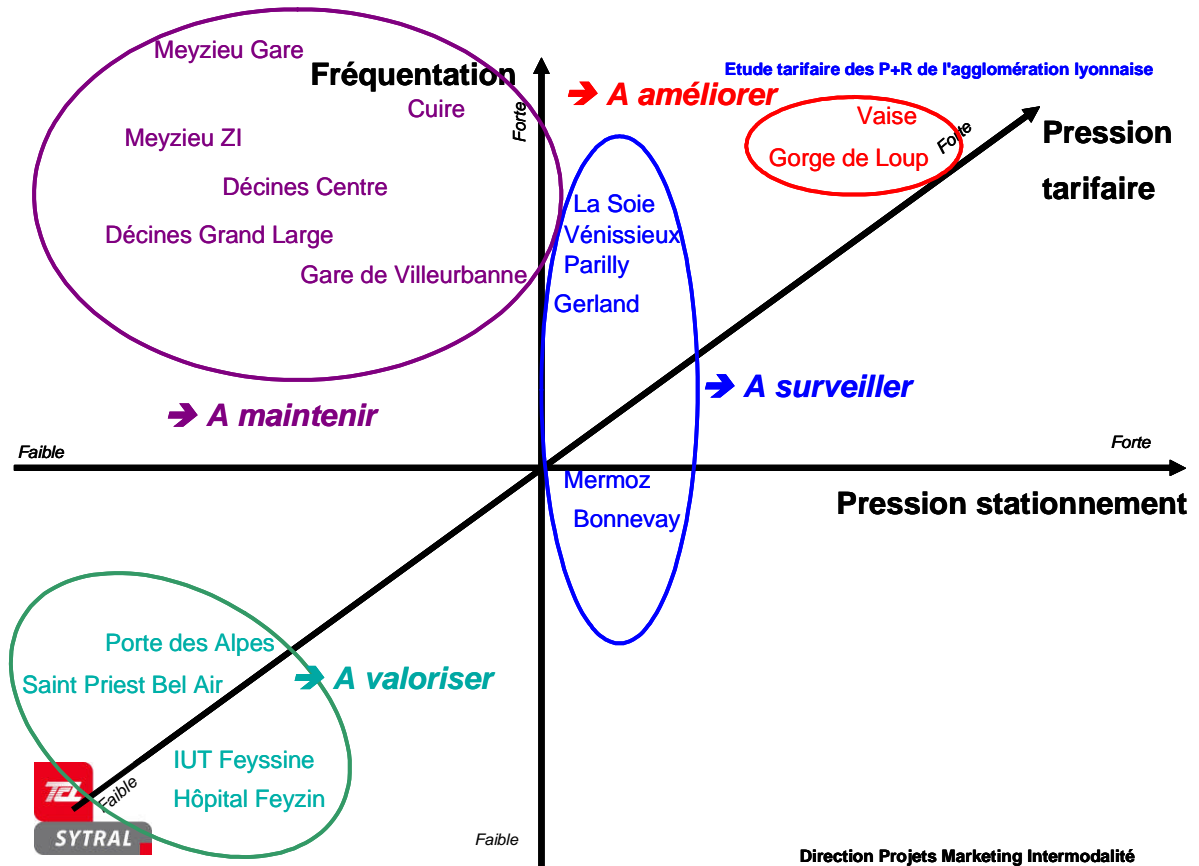 Meyzieu Gare
Fréquentation
Etude tarifaire des P+R de l'agglomération lyonnaise
➔ A améliorer
Cuire
Forte
Vaise
Forte
Pression
tarifaire
Meyzieu ZI
Gorge de Loup
Décines Centre
La Soie
Décines Grand Large
Vénissieux
Parilly
Gare de Villeurbanne
Gerland
➔ A surveiller
➔ A maintenir
Faible
Forte
Mermoz
Pression stationnement
Bonnevay
Porte des Alpes
Saint Priest Bel Air
➔ A valoriser
IUT Feyssine
Hôpital Feyzin
Faible
TCL
SYTRAL
Faible
Direction Projets Marketing Intermodalité